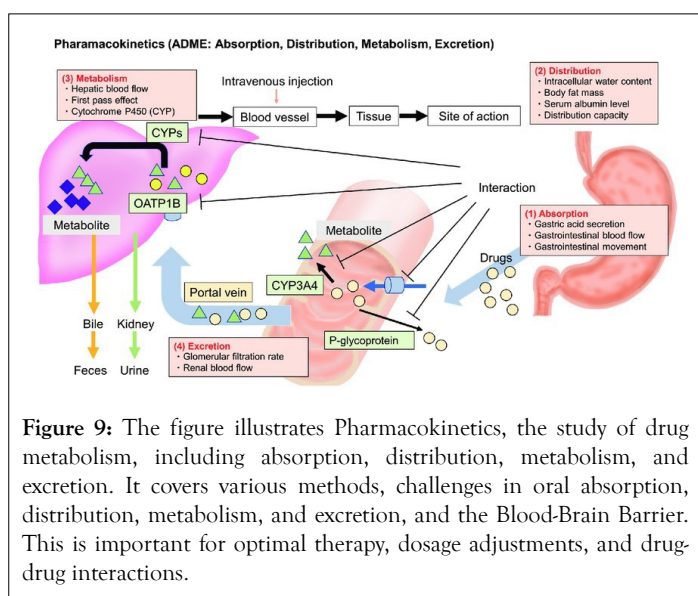 Pharamacokinetics (ADME: Absorption, Distribution, Metabolism, Excretion)
(3) Metabolism
・Hepatic blood flow
・First pass effect
・Cytochrome P450 (CYP)
Intravenous injection
Blood vessel
Tissue
Site of action
(2) Distribution
・Intracellular water content
・Body fat mass
・Serum albumin level
・Distribution capacity
CYPs
OATP1B
Metabolite
Interaction
(1) Absorption
・Gastric acid secretion
・Gastrointestinal blood flow
・Gastrointestinal movement
Metabolite
Drugs
CYP3A4
Portal vein
P-glycoprotein
Bile
Kidney
(4) Excretion
・Glomerular filtration rate
・Renal blood flow
Feces
Urine
Figure 9: The figure illustrates Pharmacokinetics, the study of drug
metabolism, including absorption, distribution, metabolism, and
excretion. It covers various methods, challenges in oral absorption,
distribution, metabolism, and excretion, and the Blood-Brain Barrier.
This is important for optimal therapy, dosage adjustments, and drug-
drug interactions.